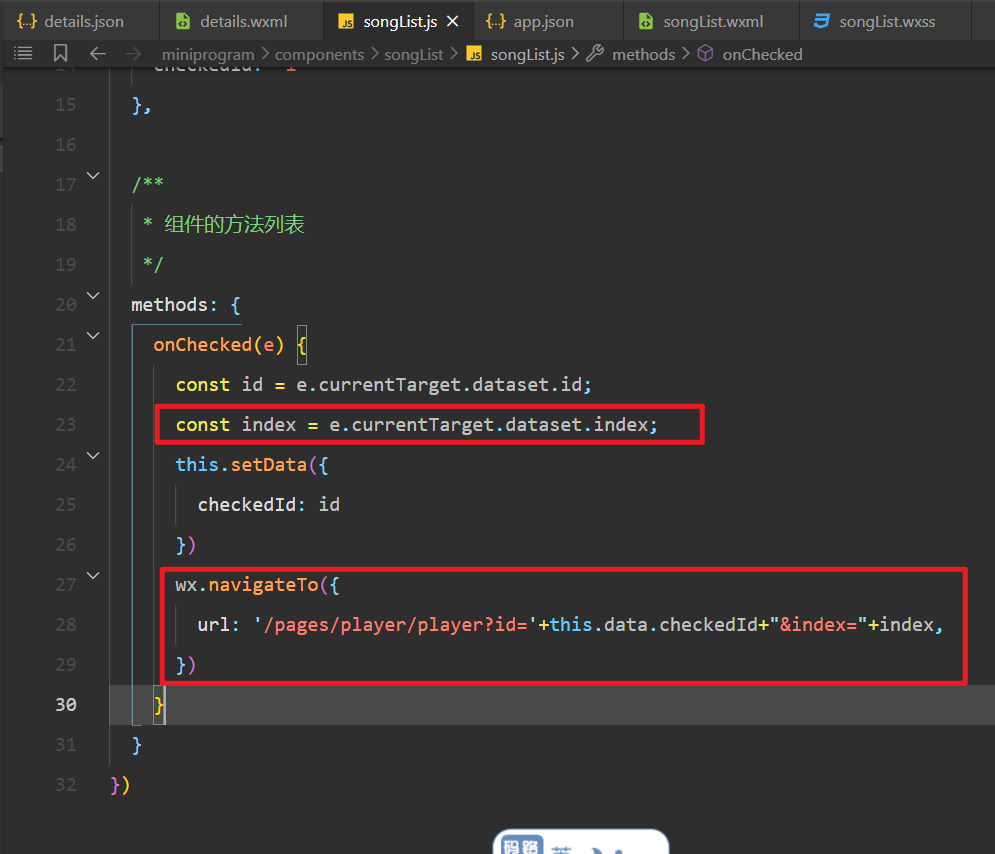 details.json details.wxml songList.js app.json songList.wxml songList.wxss
miniprogram > components > songList > songList.js > methods > onChecked
15 },
16
17 /**
18 * 组件的方法列表
19 */
20 methods: {
21 onChecked(e) {
22 const id = e.currentTarget.dataset.id;
23 const index = e.currentTarget.dataset.index;
24 this.setData({
25 checkedId: id
26 })
27 wx.navigateTo({
28 url: '/pages/player/player?id='+this.data.checkedId+"&index="+index,
29 })
30 }
31 }
32 })